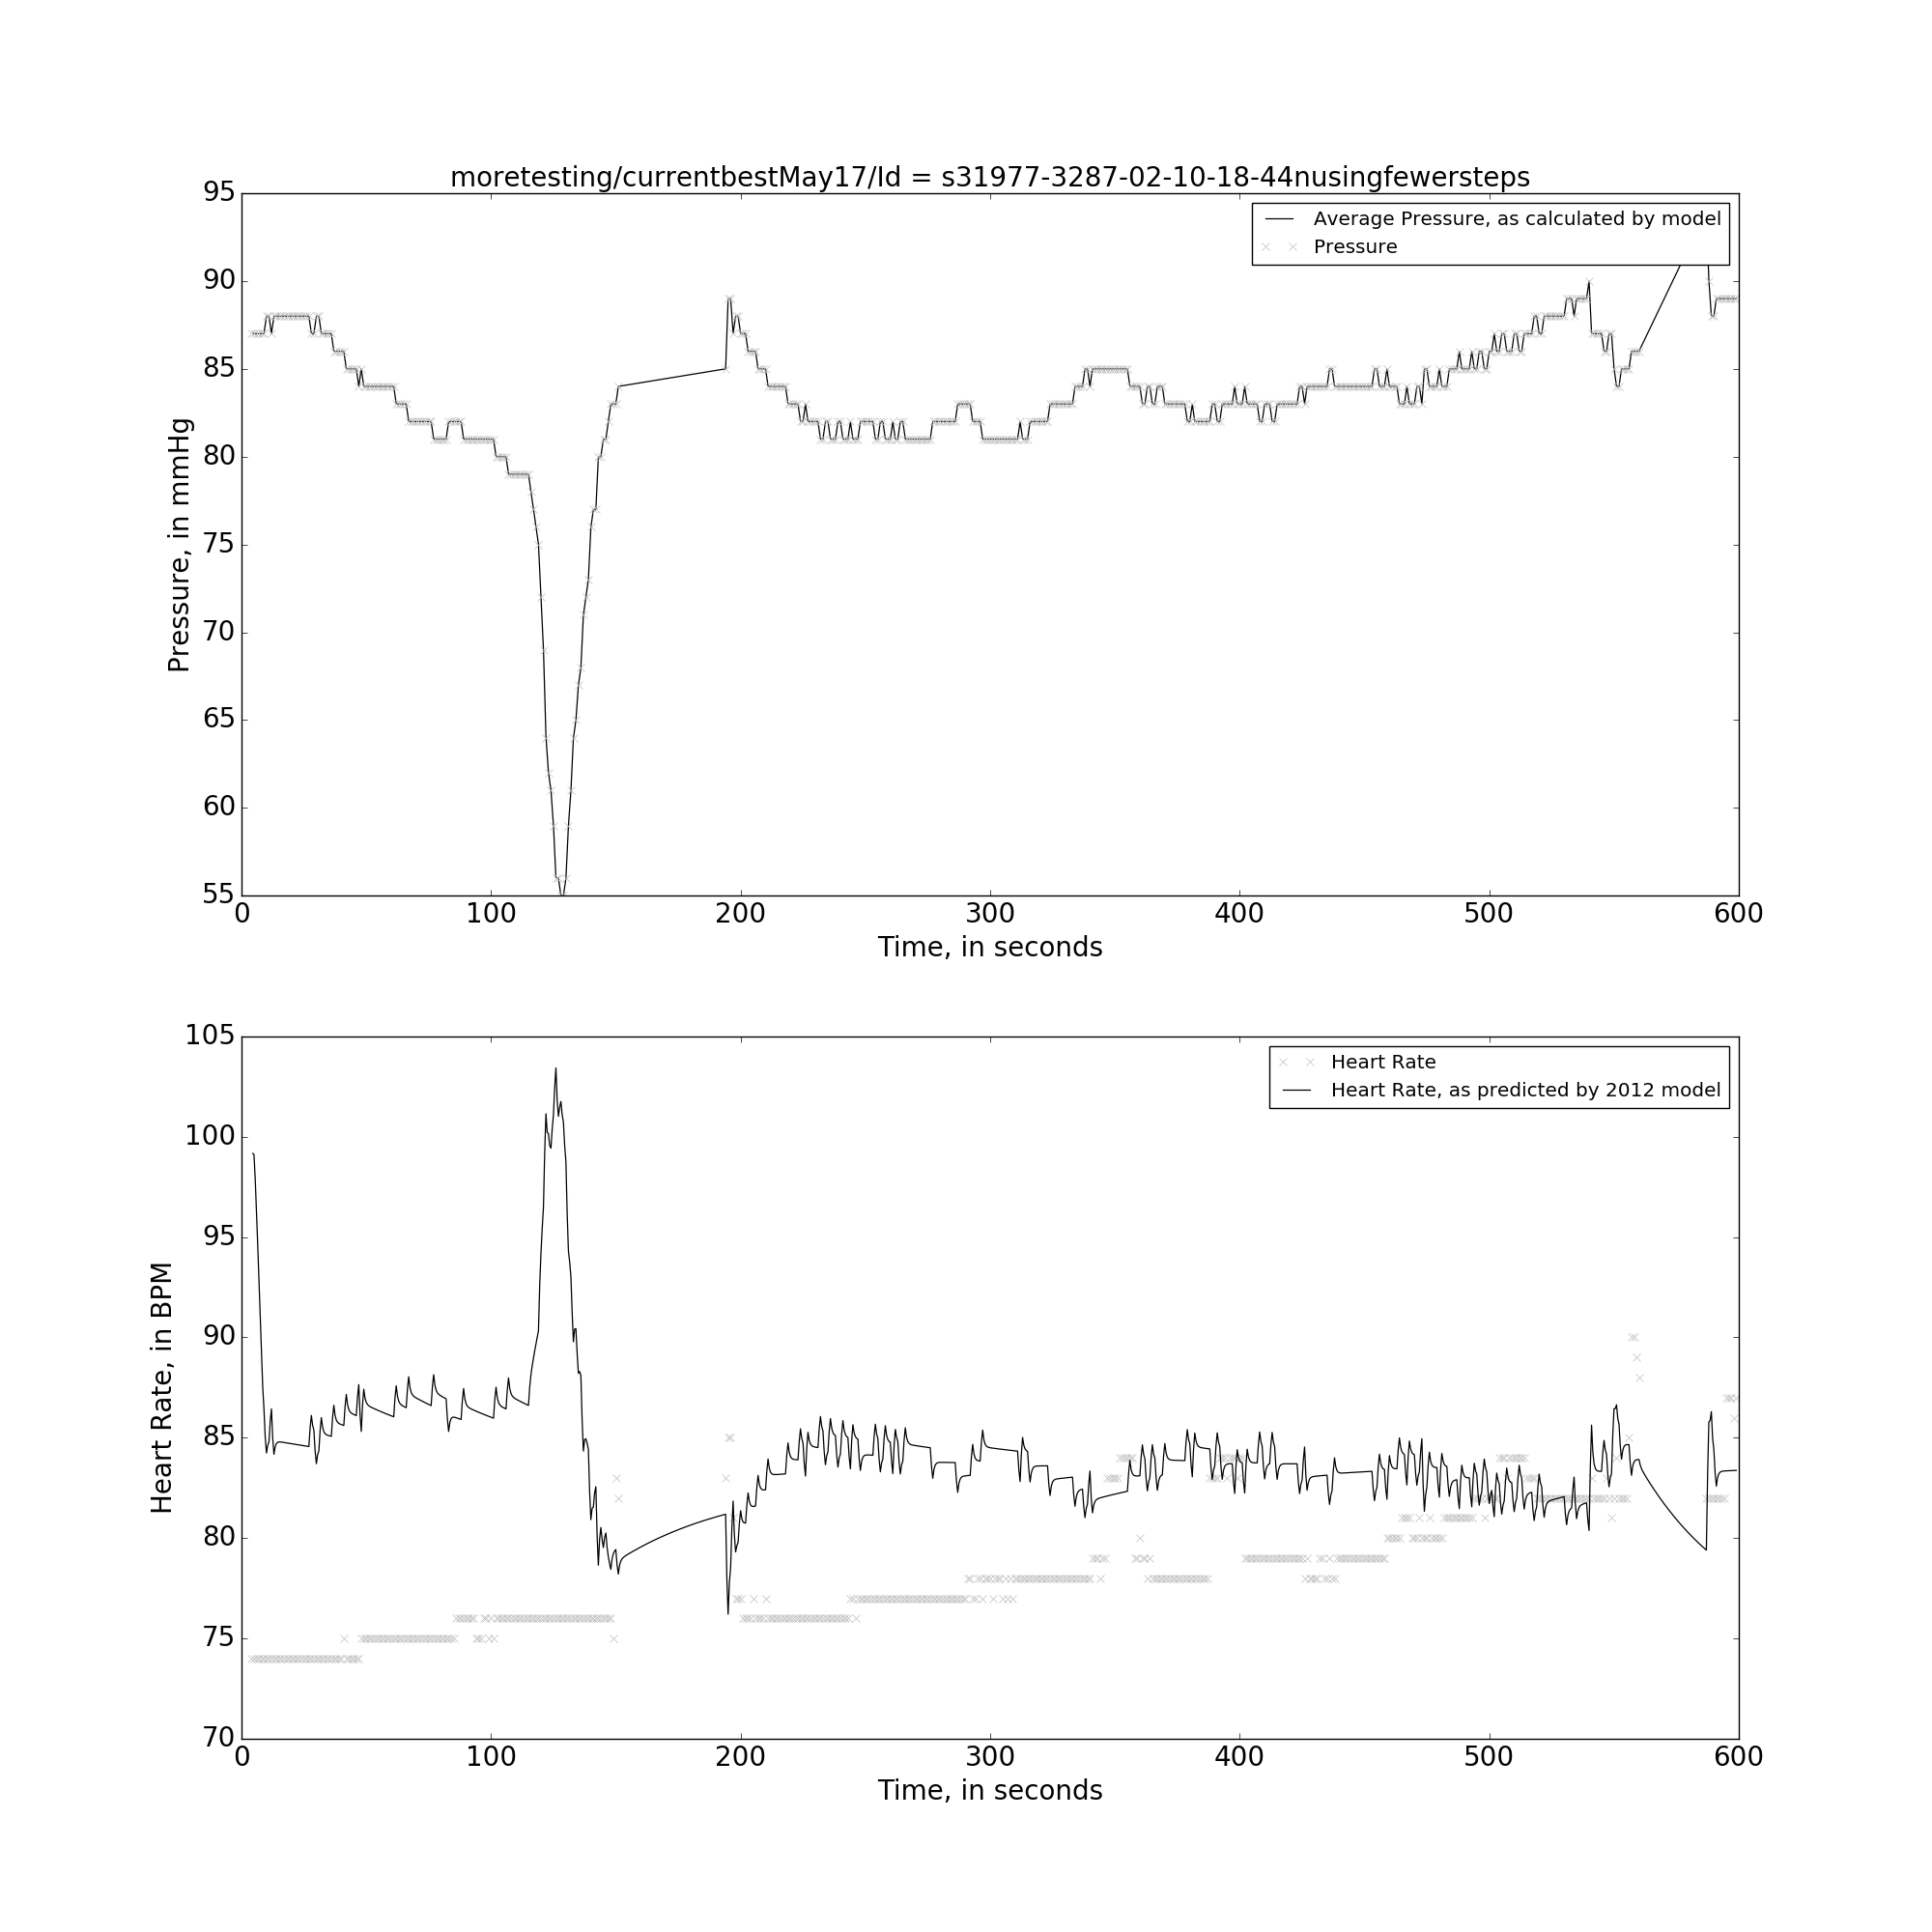 moretesting/currentbestMay17/Id = s31977-3287-02-10-18-44nusingfewersteps
95
90
85
80
75
70
65
60
55
Pressure, in mmHg
Average Pressure, as calculated by model
Pressure
0 100 200 300 400 500 600
Time, in seconds
105
100
95
90
85
80
75
70
Heart Rate, in BPM
Heart Rate
Heart Rate, as predicted by 2012 model
0 100 200 300 400 500 600
Time, in seconds